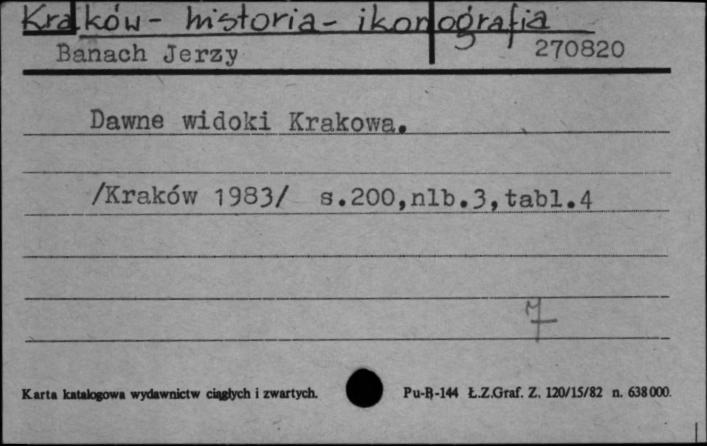 Kraków - historia - ikonografia
Banach Jerzy 270820
Dawne widoki Krakowa.
/Kraków 1983/ s.200,nlb.3,tabl.4
Karta katalogowa wydawnictw ciągłych i zwartych. Pu-B-144 Ł.Z.Graf. Z. 120/15/82 n. 638000.